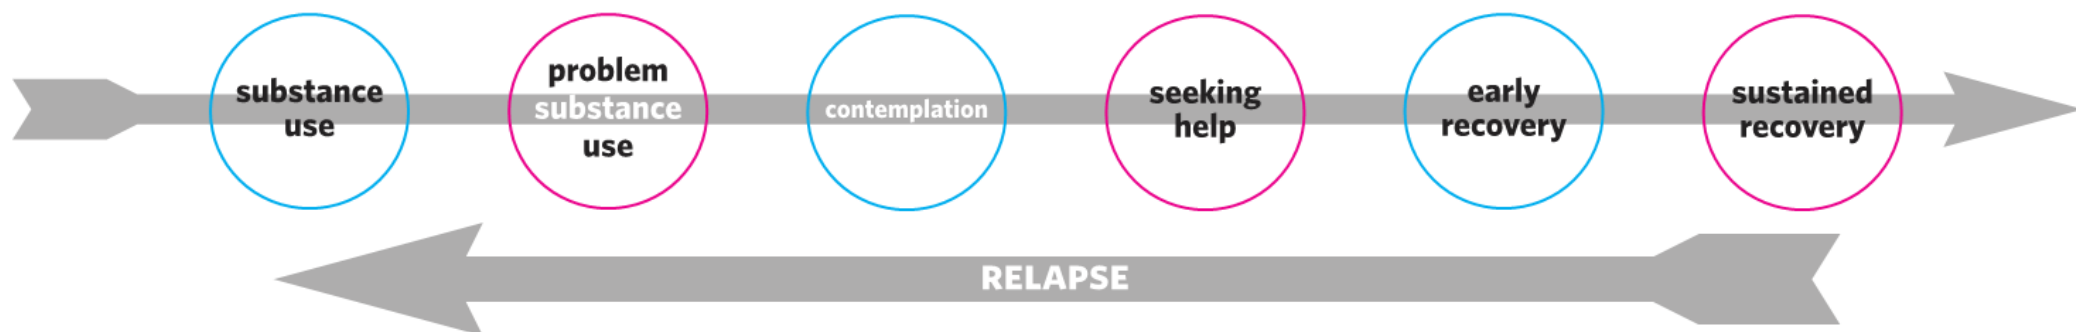 substance
use
problem
substance
use
contemplation
seeking
help
early
recovery
sustained
recovery
RELAPSE